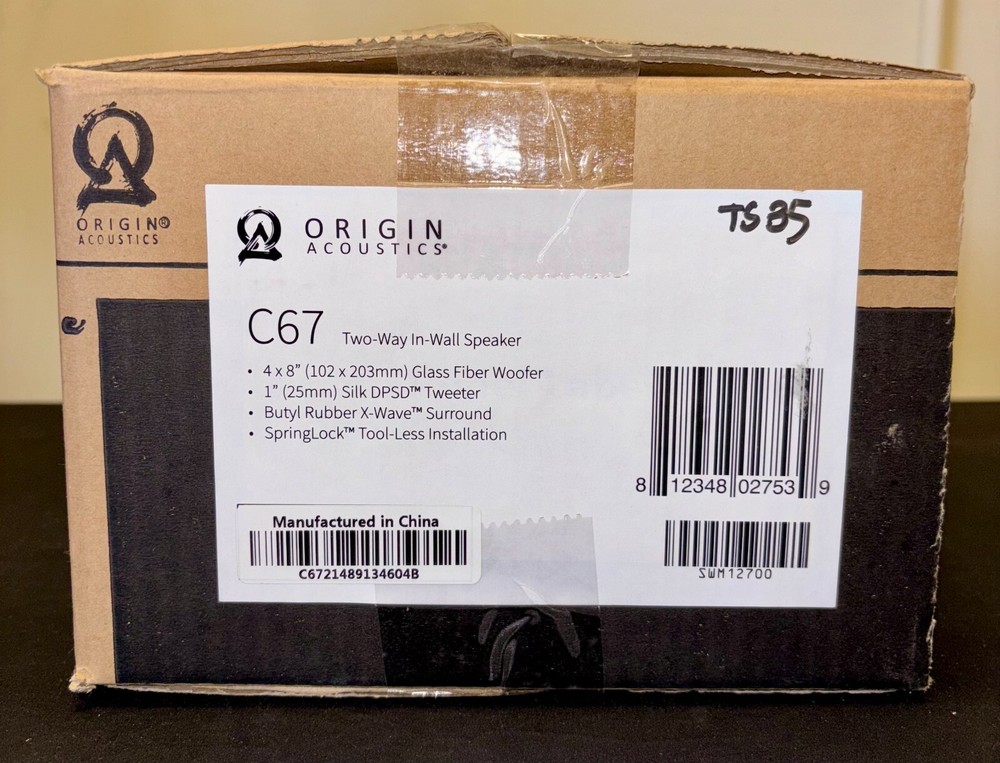 ORIGIN®
ACOUSTICS
ORIGIN
ACOUSTICS®
TS85
C67 Two-Way In-Wall Speaker
• 4 x 8” (102 x 203mm) Glass Fiber Woofer
• 1” (25mm) Silk DPSD™ Tweeter
• Butyl Rubber X-Wave™ Surround
• SpringLock™ Tool-Less Installation
8 12348 02753 9
Manufactured in China
C6721489134604B
SWM12700